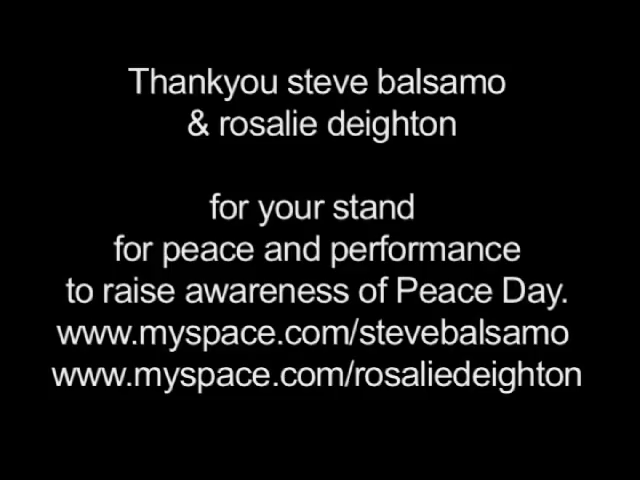 Thankyou steve balsamo
& rosalie deighton
for your stand
for peace and performance
to raise awareness of Peace Day.
www.myspace.com/stevebalsamo
www.myspace.com/rosaliedeighton